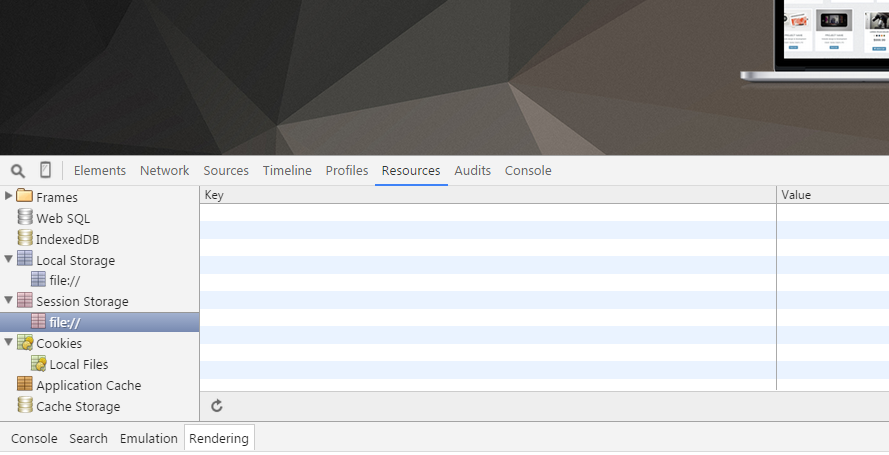 Elements Network Sources Timeline Profiles Resources Audits Console
Key Value
Frames
Web SQL
IndexedDB
Local Storage
file://
Session Storage
file://
Cookies
Local Files
Application Cache
Cache Storage
Console Search Emulation Rendering